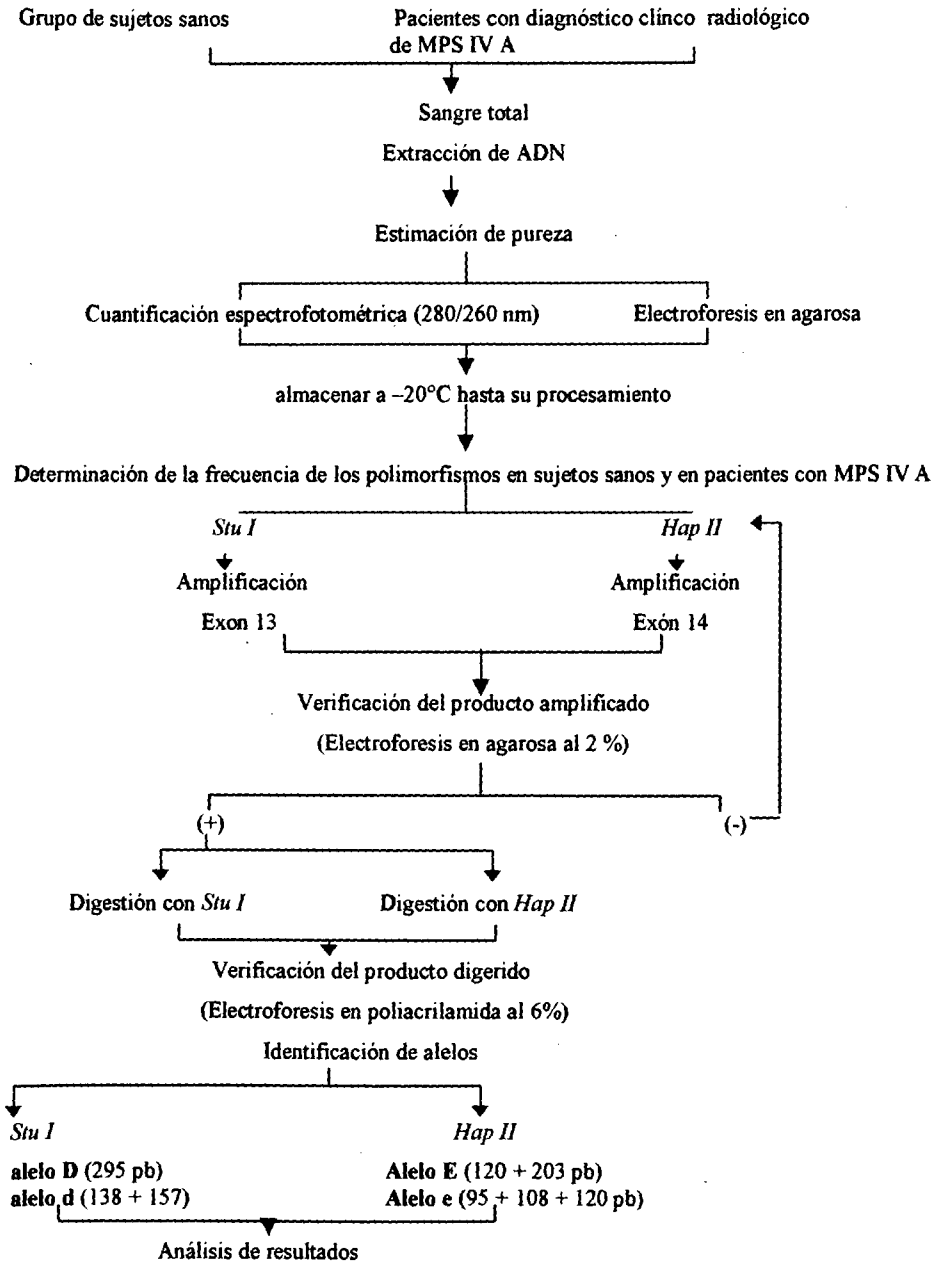 Grupo de sujetos sanos
Pacientes con diagnóstico clínco radiológico
de MPS IV A
Sangre total
Extracción de ADN
Estimación de pureza
Cuantificación espectrofotométrica (280/260 nm)
Electroforesis en agarosa
almacenar a –20°C hasta su procesamiento
Determinación de la frecuencia de los polimorfismos en sujetos sanos y en pacientes con MPS IV A
Stu I
Hap II
Amplificación
Amplificación
Exon 13
Exón 14
Verificación del producto amplificado
(Electroforesis en agarosa al 2 %)
(+)
(-)
Digestión con Stu I
Digestión con Hap II
Verificación del producto digerido
(Electroforesis en poliacrilamida al 6%)
Identificación de alelos
Stu I
Hap II
alelo D (295 pb)
Alelo E (120 + 203 pb)
alelo d (138 + 157)
Alelo e (95 + 108 + 120 pb)
Análisis de resultados